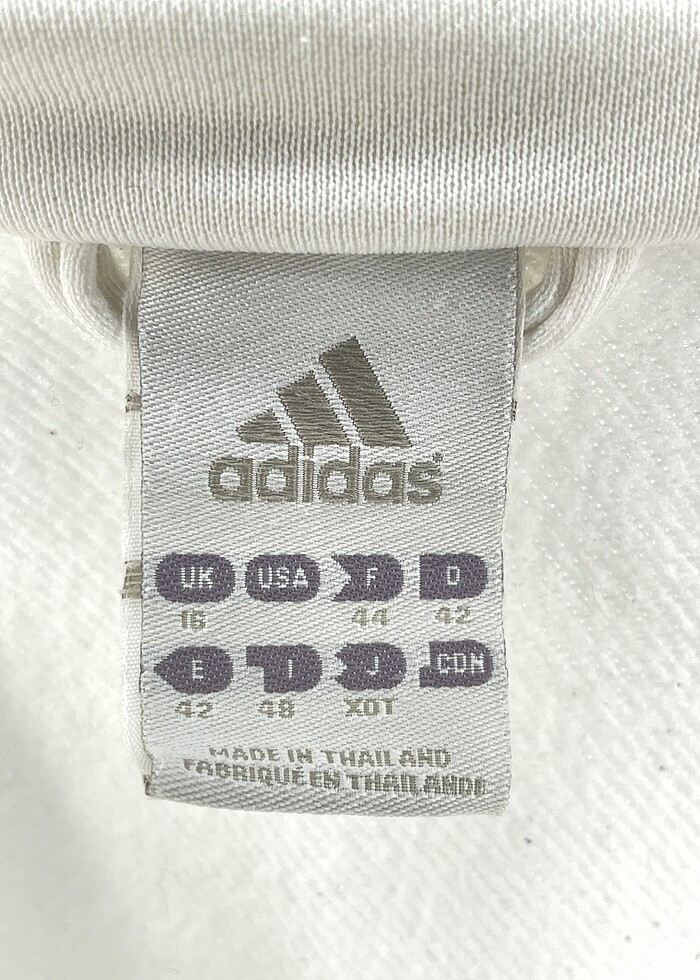 adidas
UK USA F D
16 44 42
E I J CDN
42 48 XOT
MADE IN THAILAND
FABRIQUÉ EN THAILANDE